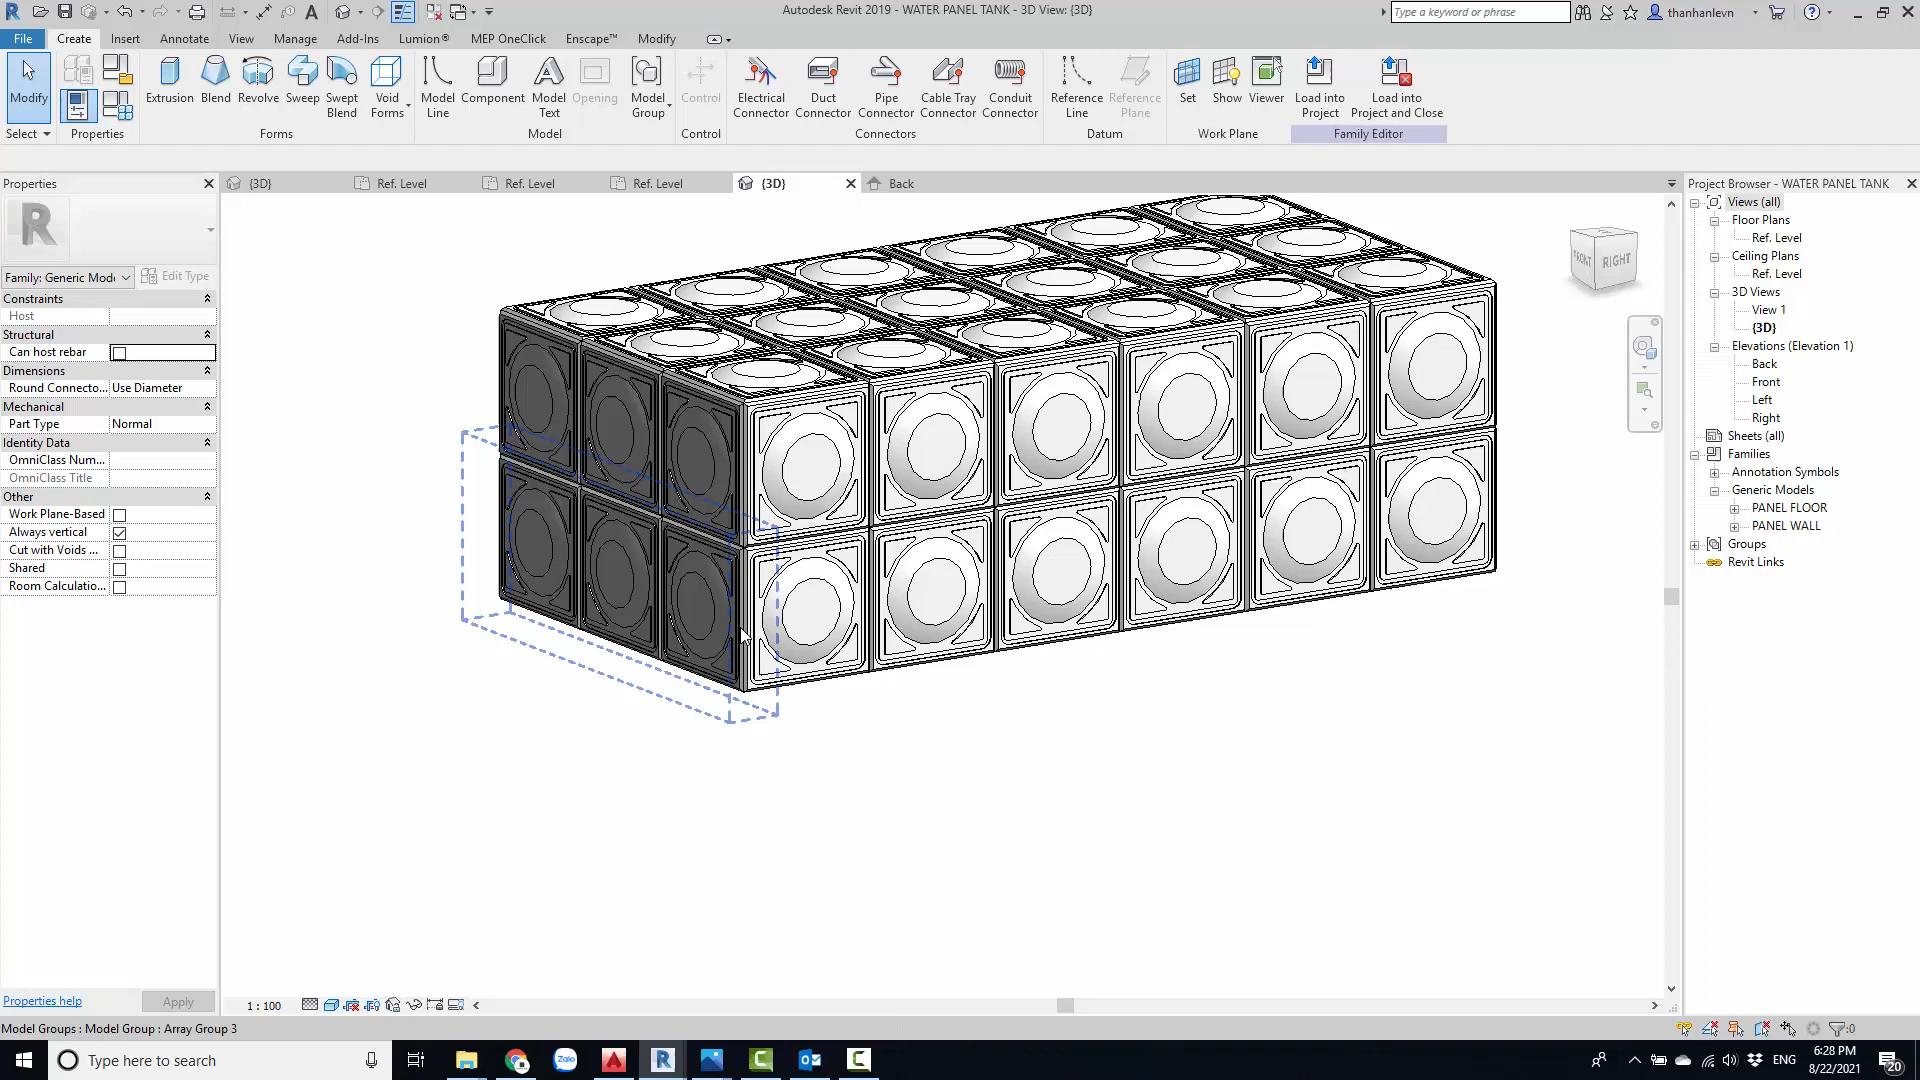 Autodesk Revit 2019 - WATER PANEL TANK - 3D View: {3D}
Type a keyword or phrase
thanhanlevn
File
Create
Insert
Annotate
View
Manage
Add-Ins
Lumion®
MEP OneClick
Enscape™
Modify
Modify
Extrusion
Blend
Revolve
Sweep
Swept Blend
Void Forms
Model Line
Component
Model Text
Opening
Model Group
Control
Electrical Connector
Duct Connector
Pipe Connector
Cable Tray Connector
Conduit Connector
Reference Line
Reference Plane
Set
Show
Viewer
Load into Project
Load into Project and Close
Select
Properties
Forms
Model
Control
Connectors
Datum
Work Plane
Family Editor
Properties
{3D}
Ref. Level
Ref. Level
Ref. Level
{3D}
Back
Project Browser - WATER PANEL TANK
R
Family: Generic Mode
Edit Type
Constraints
Host
Structural
Can host rebar
Dimensions
Round Connecto... Use Diameter
Mechanical
Part Type Normal
Identity Data
OmniClass Num...
OmniClass Title
Other
Work Plane-Based
Always vertical
Cut with Voids ...
Shared
Room Calculatio...
Properties help
Apply
FRONT
RIGHT
Views (all)
Floor Plans
Ref. Level
Ceiling Plans
Ref. Level
3D Views
View 1
{3D}
Elevations (Elevation 1)
Back
Front
Left
Right
Sheets (all)
Families
Annotation Symbols
Generic Models
PANEL FLOOR
PANEL WALL
Groups
Revit Links
1 : 100
Model Groups : Model Group : Array Group 3
:0
Type here to search
Zalo
ENG
6:28 PM
8/22/2021
20